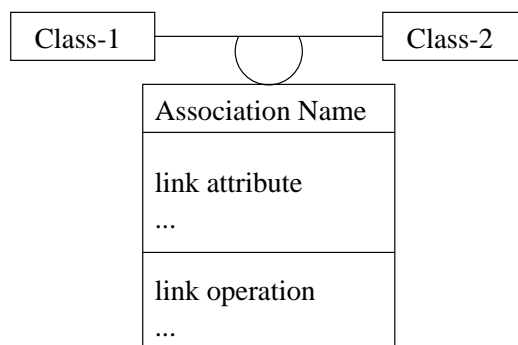 Class-1
Class-2
Association Name
link attribute
...
link operation
...